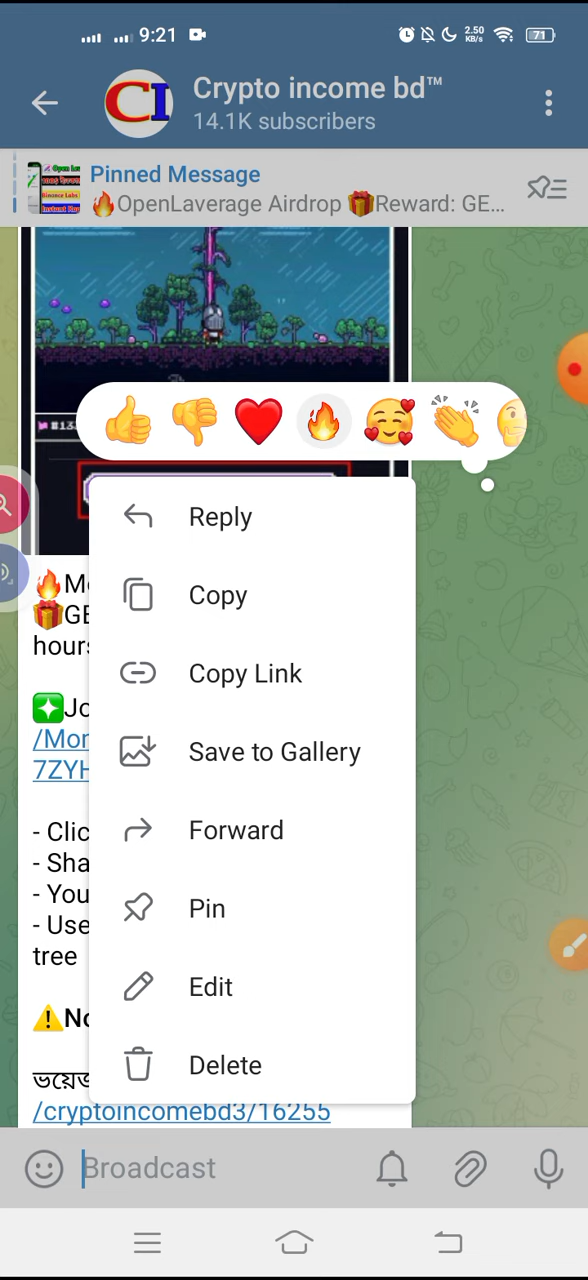 9:21
2.50
KB/s
71
CI
Crypto income bd™
14.1K subscribers
Pinned Message
🔥OpenLaverage Airdrop 🎁Reward: GE...
Reply
Copy
Copy Link
hours
/Mon
Save to Gallery
7ZYH
Forward
- Clic
- Sha
- You
Pin
- Use
tree
Edit
⚠️No
Delete
/cryptoincomebd3/16255
Broadcast